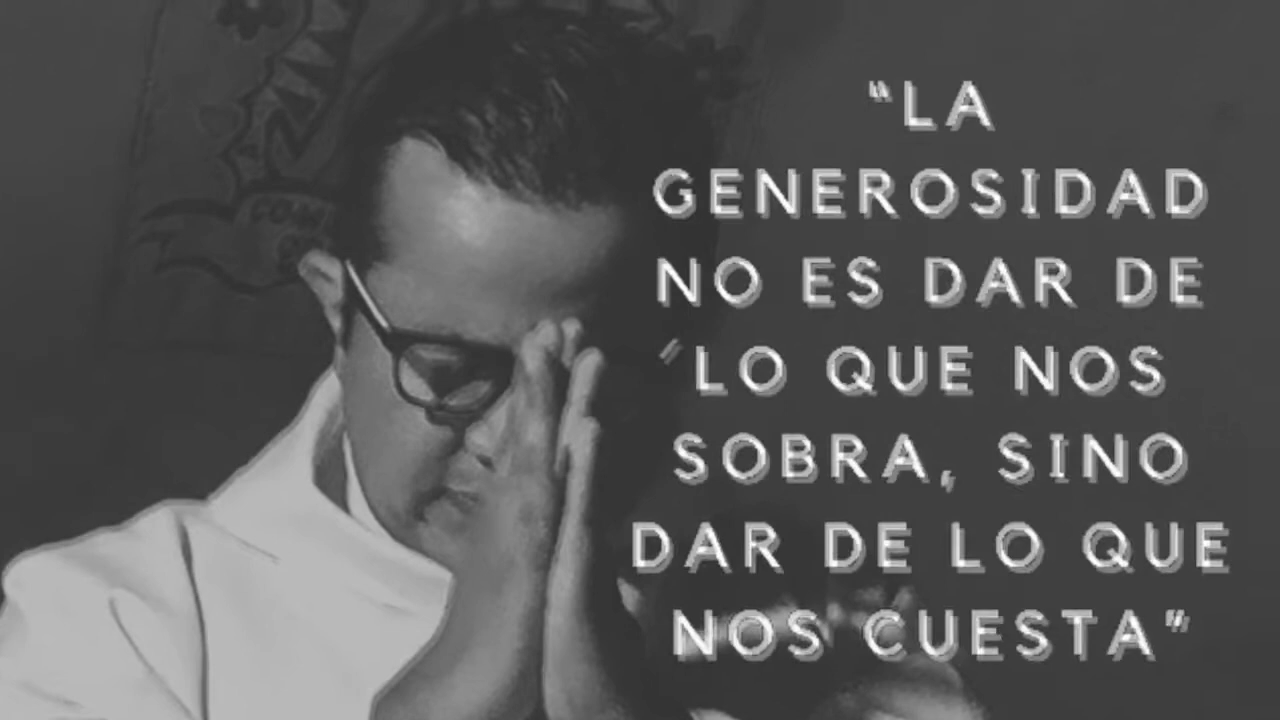 “LA
GENEROSIDAD
NO ES DAR DE
´LO QUE NOS
SOBRA, SINO
DAR DE LO QUE
NOS CUESTA”